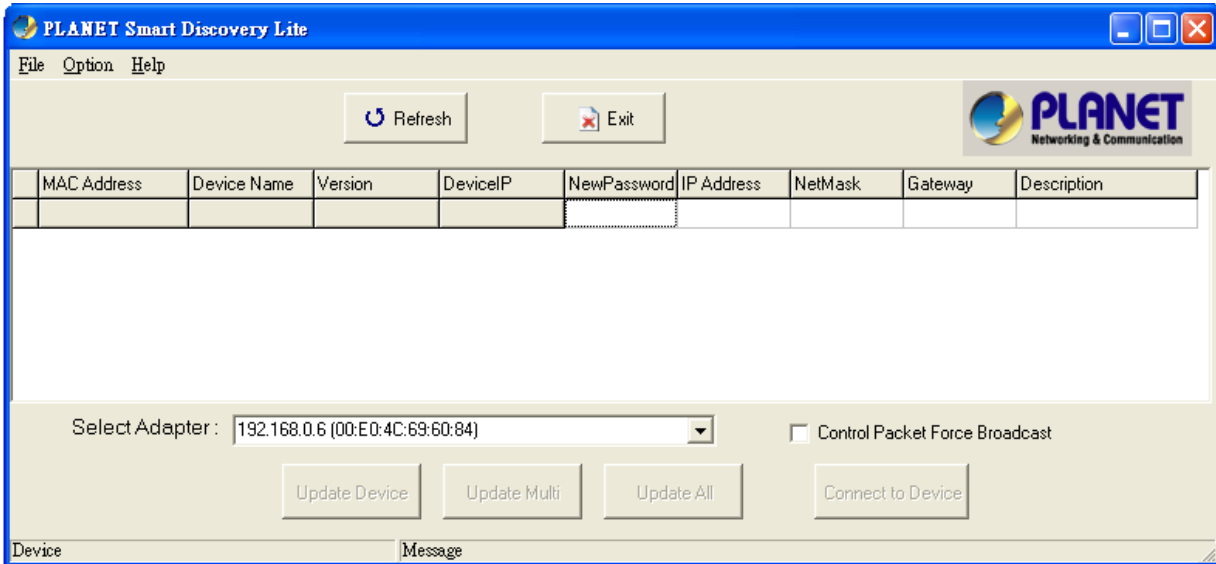 PLANET Smart Discovery Lite
File Option Help
Refresh Exit
PLANET
Networking & Communication
MAC Address Device Name Version DeviceIP NewPassword IP Address NetMask Gateway Description
Select Adapter : 192.168.0.6 (00:E0:4C:69:60:84) Control Packet Force Broadcast
Update Device Update Multi Update All Connect to Device
Device Message